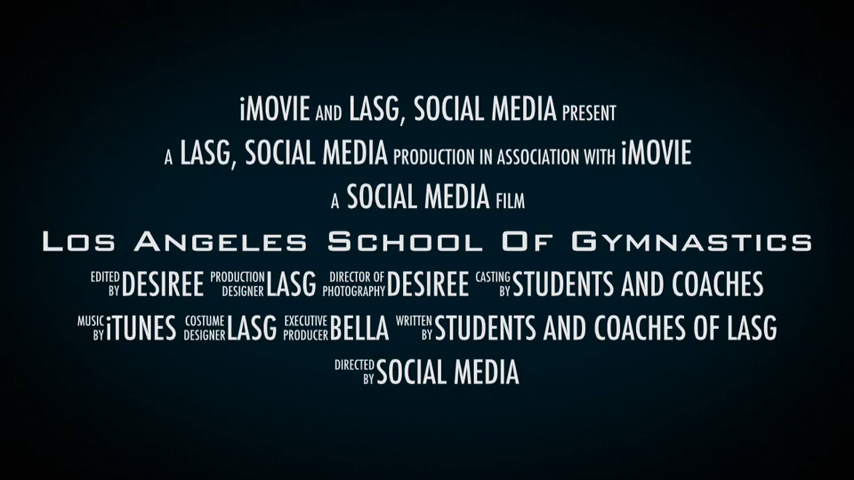 iMOVIE AND LASG, SOCIAL MEDIA PRESENT
A LASG, SOCIAL MEDIA PRODUCTION IN ASSOCIATION WITH iMOVIE
A SOCIAL MEDIA FILM
LOS ANGELES SCHOOL OF GYMNASTICS
EDITED BY DESIREE PRODUCTION DESIGNER LASG DIRECTOR OF PHOTOGRAPHY DESIREE CASTING BY STUDENTS AND COACHES
MUSIC BY iTUNES COSTUME DESIGNER LASG EXECUTIVE PRODUCER BELLA WRITTEN BY STUDENTS AND COACHES OF LASG
DIRECTED BY SOCIAL MEDIA